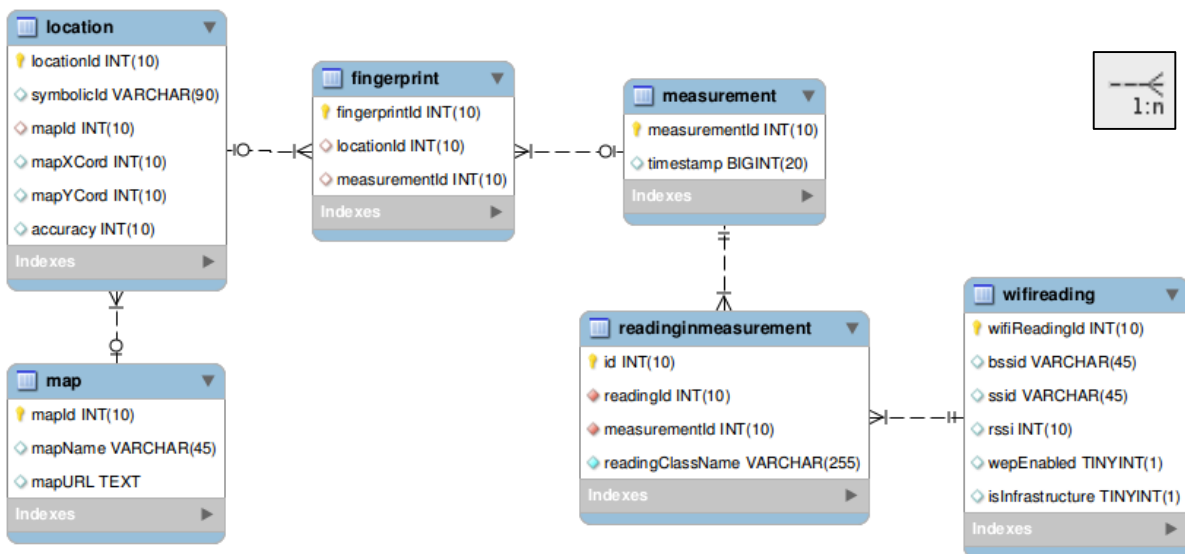 location
locationId INT(10)
symbolicId VARCHAR(90)
mapId INT(10)
mapXCord INT(10)
mapYCord INT(10)
accuracy INT(10)
Indexes
fingerprint
fingerprintId INT(10)
locationId INT(10)
measurementId INT(10)
Indexes
measurement
measurementId INT(10)
timestamp BIGINT(20)
Indexes
1:n
map
mapId INT(10)
mapName VARCHAR(45)
mapURL TEXT
Indexes
readinginmeasurement
id INT(10)
readingId INT(10)
measurementId INT(10)
readingClassName VARCHAR(255)
Indexes
wifireading
wifiReadingId INT(10)
bssid VARCHAR(45)
ssid VARCHAR(45)
rssi INT(10)
wepEnabled TINYINT(1)
isInfrastructure TINYINT(1)
Indexes